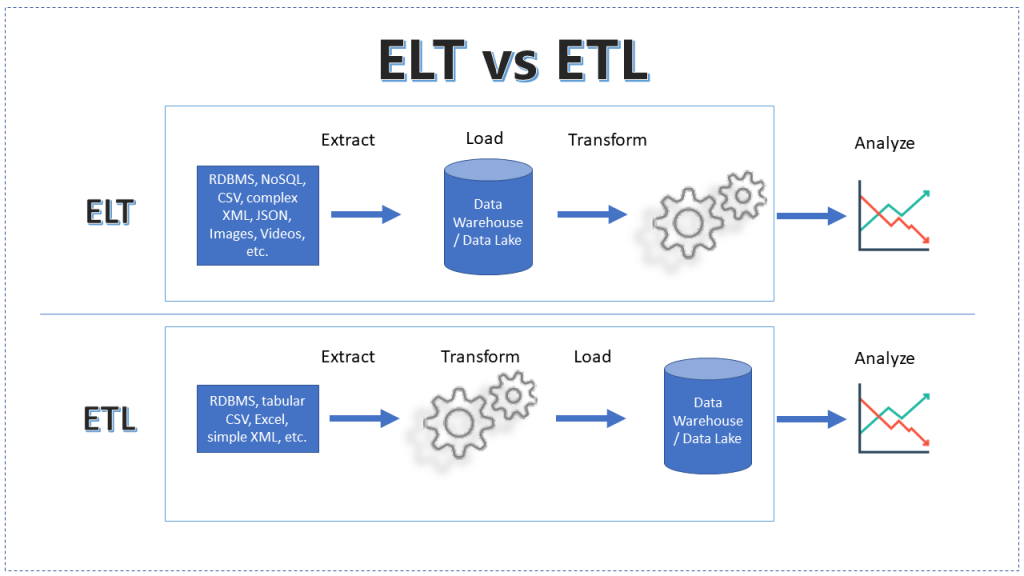 ELT vs ETL
Extract
Load
Transform
Analyze
ELT
RDBMS, NoSQL,
CSV, complex
XML, JSON,
Images, Videos,
etc.
Data
Warehouse
/ Data Lake
Extract
Transform
Load
Analyze
ETL
RDBMS, tabular
CSV, Excel,
simple XML, etc.
Data
Warehouse
/ Data Lake